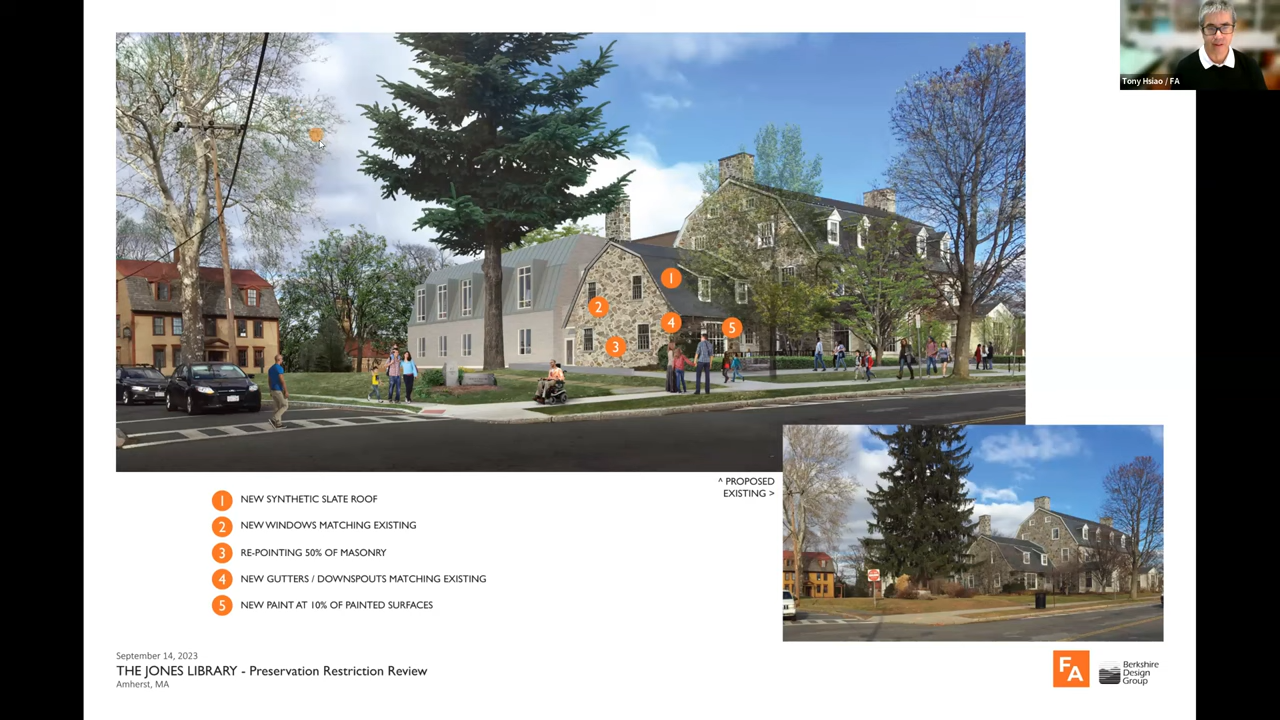 Tony Hsiao / FA
1
2
4
5
3
^ PROPOSED
EXISTING >
1 NEW SYNTHETIC SLATE ROOF
2 NEW WINDOWS MATCHING EXISTING
3 RE-POINTING 50% OF MASONRY
4 NEW GUTTERS / DOWNSPOUTS MATCHING EXISTING
5 NEW PAINT AT 10% OF PAINTED SURFACES
September 14, 2023
THE JONES LIBRARY - Preservation Restriction Review
Amherst, MA
FA
Berkshire
Design
Group